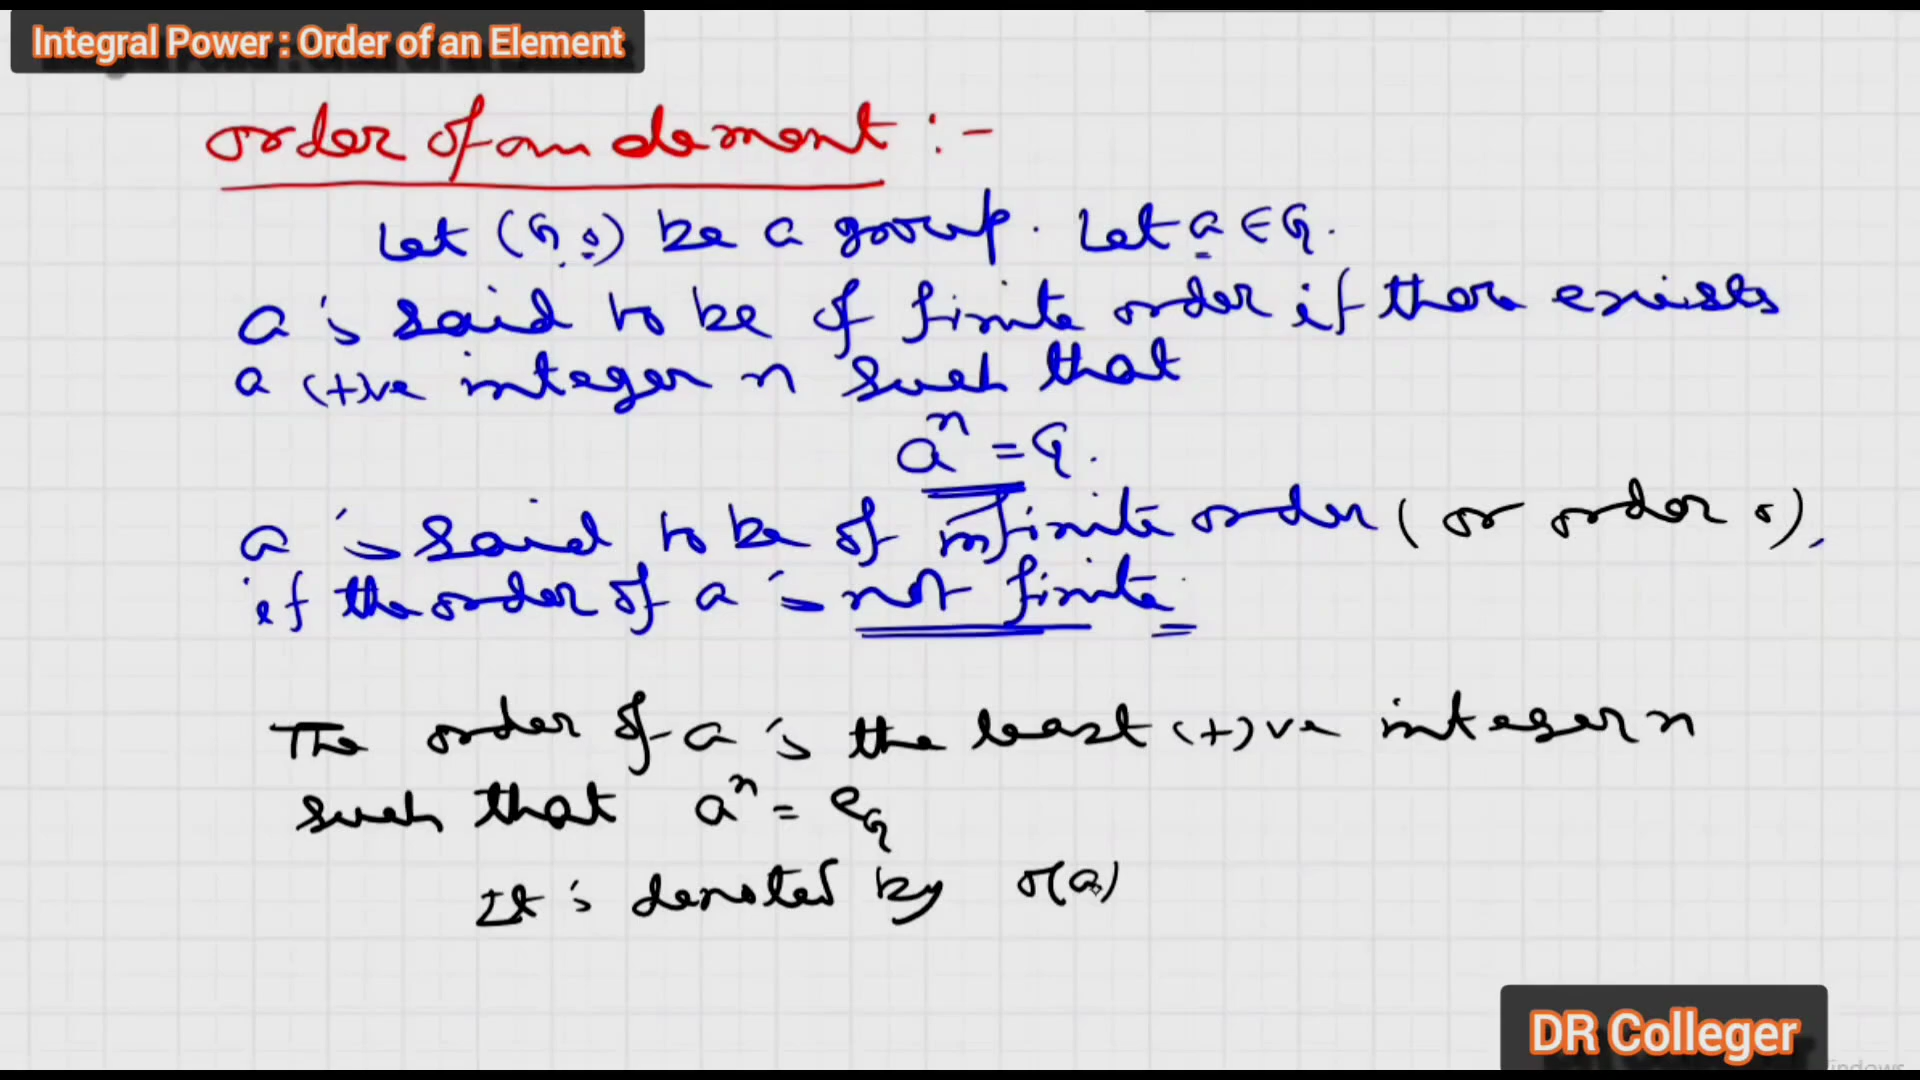 Integral Power : Order of an Element
order of an element :-
Let (G, o) be a group. Let a ∈ G.
a is said to be of finite order if there exists
a (+)ve integer n such that
aⁿ = G.
a is said to be of infinite order (or order o),
if the order of a is not finite
The order of a is the least (+)ve integer n
such that aⁿ = e_G
It is denoted by o(a)
DR Colleger